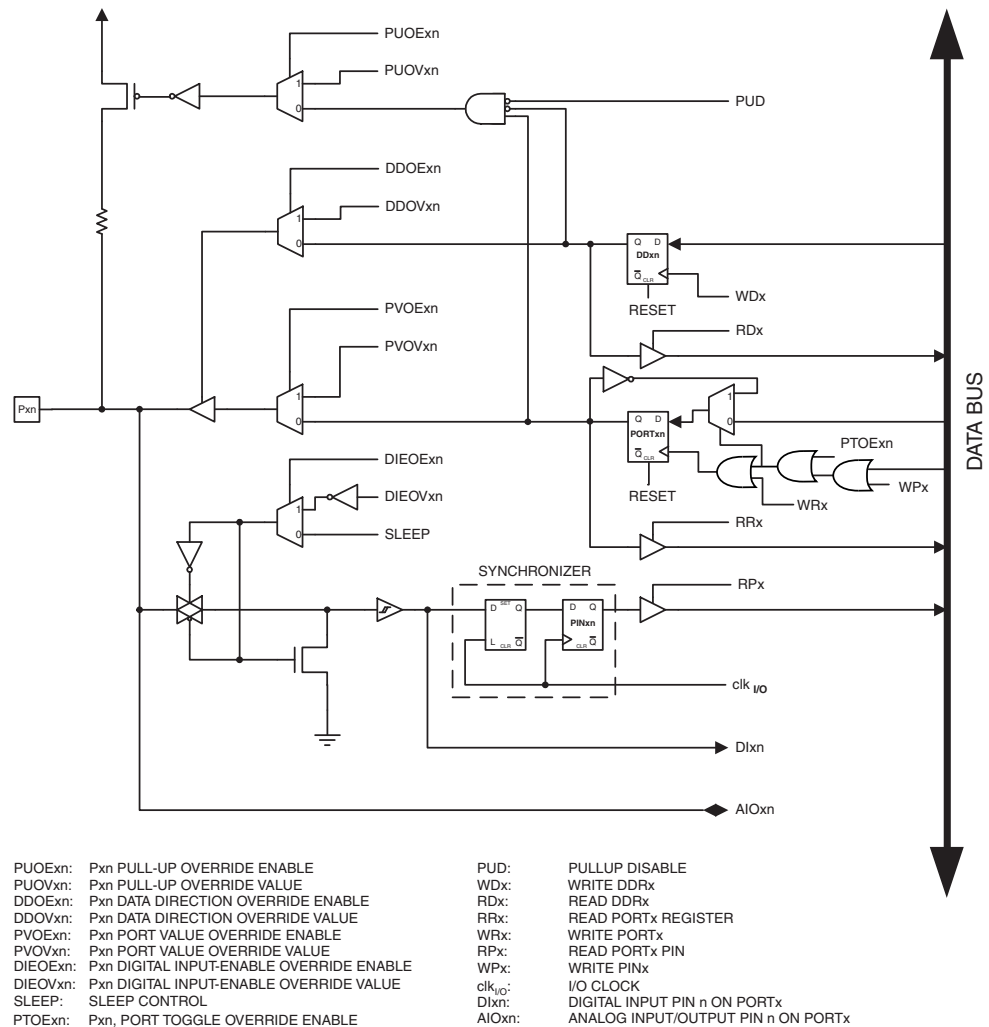 PUOExn
PUOVxn
1
0
PUD
DDOExn
DDOVxn
1
0
Q D
DDxn
Q CLR
WDx
RESET
RDx
PVOExn
PVOVxn
1
0
Pxn
1
0
Q D
PORTxn
Q CLR
PTOExn
WPx
RESET
WRx
RRx
DATA BUS
DIEOExn
DIEOVxn
1
0
SLEEP
SYNCHRONIZER
RPx
D SET Q
L CLR Q
D Q
PINxn
CLR Q
clk I/O
DIxn
AIOxn
PUOExn: Pxn PULL-UP OVERRIDE ENABLE
PUOVxn: Pxn PULL-UP OVERRIDE VALUE
DDOExn: Pxn DATA DIRECTION OVERRIDE ENABLE
DDOVxn: Pxn DATA DIRECTION OVERRIDE VALUE
PVOExn: Pxn PORT VALUE OVERRIDE ENABLE
PVOVxn: Pxn PORT VALUE OVERRIDE VALUE
DIEOExn: Pxn DIGITAL INPUT-ENABLE OVERRIDE ENABLE
DIEOVxn: Pxn DIGITAL INPUT-ENABLE OVERRIDE VALUE
SLEEP: SLEEP CONTROL
PTOExn: Pxn, PORT TOGGLE OVERRIDE ENABLE
PUD: PULLUP DISABLE
WDx: WRITE DDRx
RDx: READ DDRx
RRx: READ PORTx REGISTER
WRx: WRITE PORTx
RPx: READ PORTx PIN
WPx: WRITE PINx
clkI/O: I/O CLOCK
DIxn: DIGITAL INPUT PIN n ON PORTx
AIOxn: ANALOG INPUT/OUTPUT PIN n ON PORTx